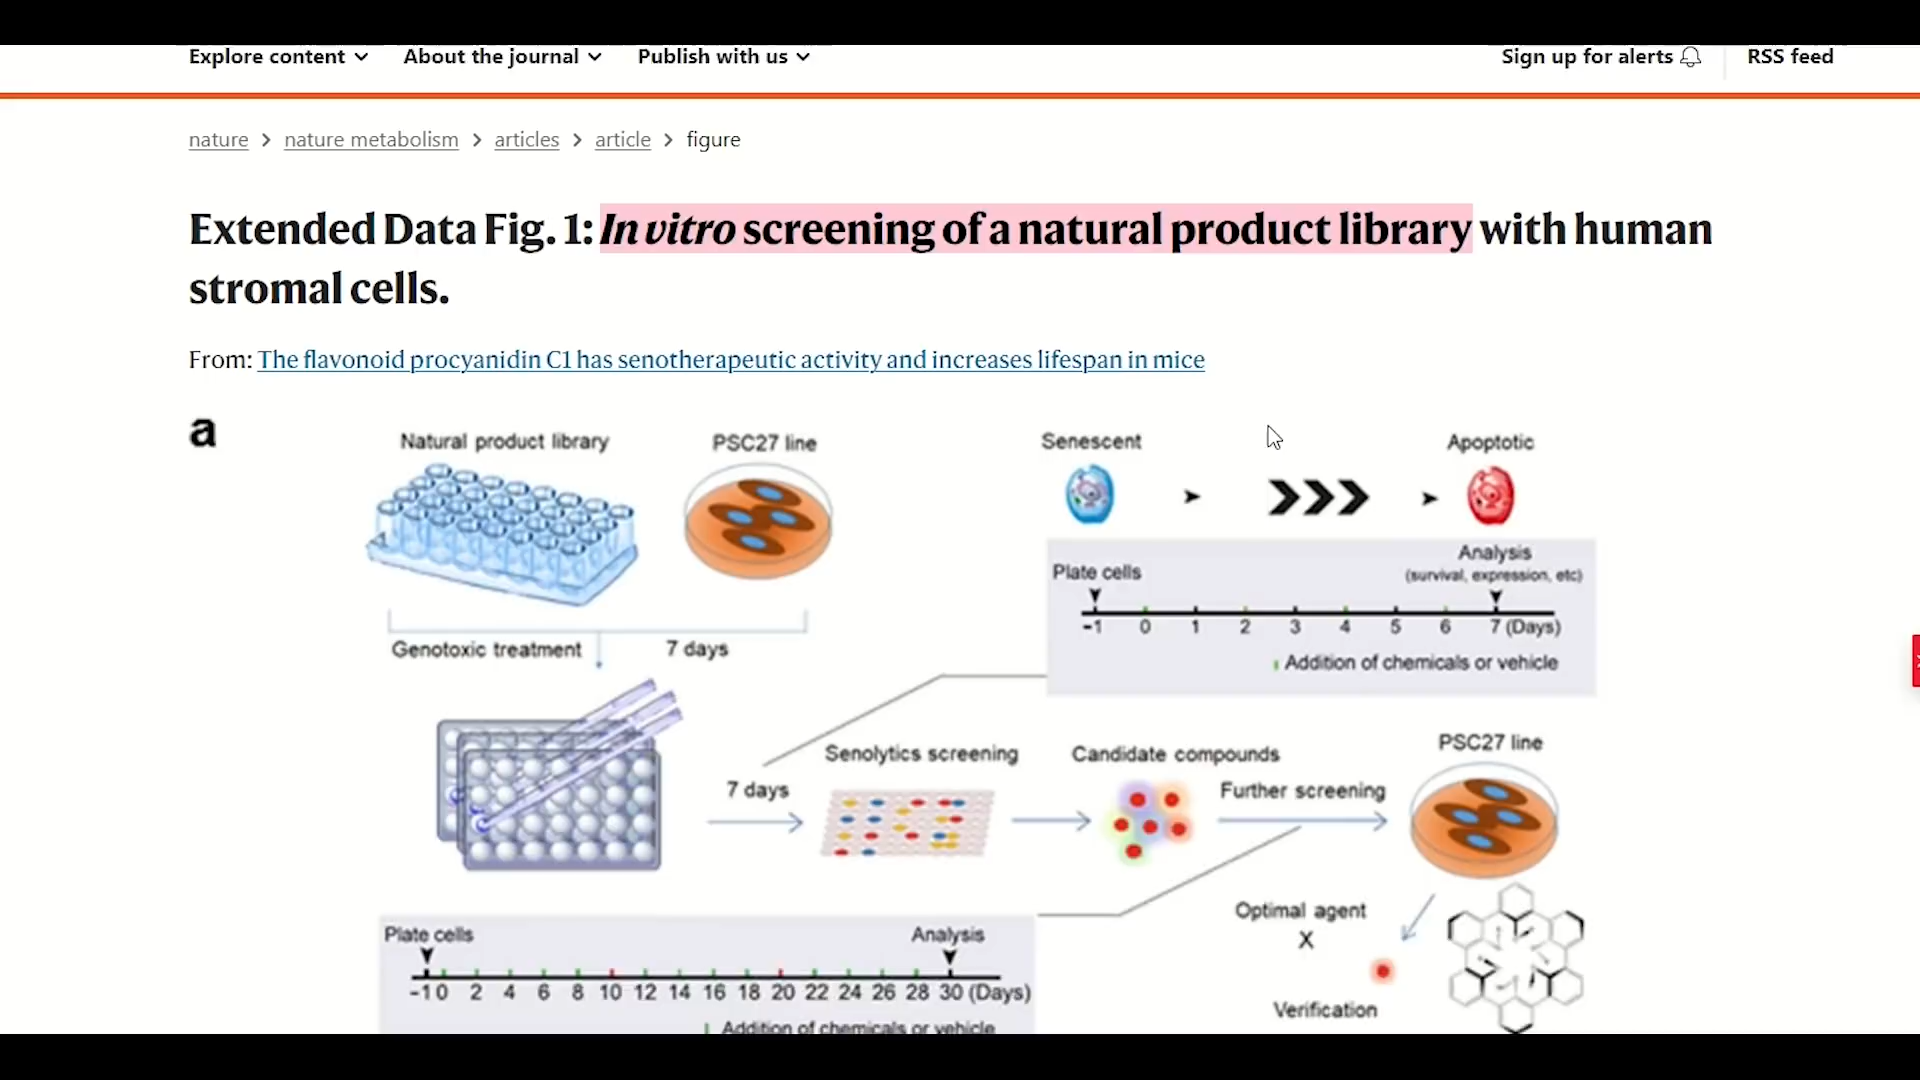 Explore content About the journal Publish with us Sign up for alerts RSS feed
nature > nature metabolism > articles > article > figure
Extended Data Fig. 1: In vitro screening of a natural product library with human
stromal cells.
From: The flavonoid procyanidin C1 has senotherapeutic activity and increases lifespan in mice
a
Natural product library
PSC27 line
Senescent
Apoptotic
Plate cells
Analysis
(survival, expression, etc)
-1 0 1 2 3 4 5 6 7 (Days)
Addition of chemicals or vehicle
Genotoxic treatment
7 days
7 days
Senolytics screening
Candidate compounds
Further screening
PSC27 line
Optimal agent
X
Verification
Plate cells
Analysis
-1 0 2 4 6 8 10 12 14 16 18 20 22 24 26 28 30 (Days)
Addition of chemicals or vehicle